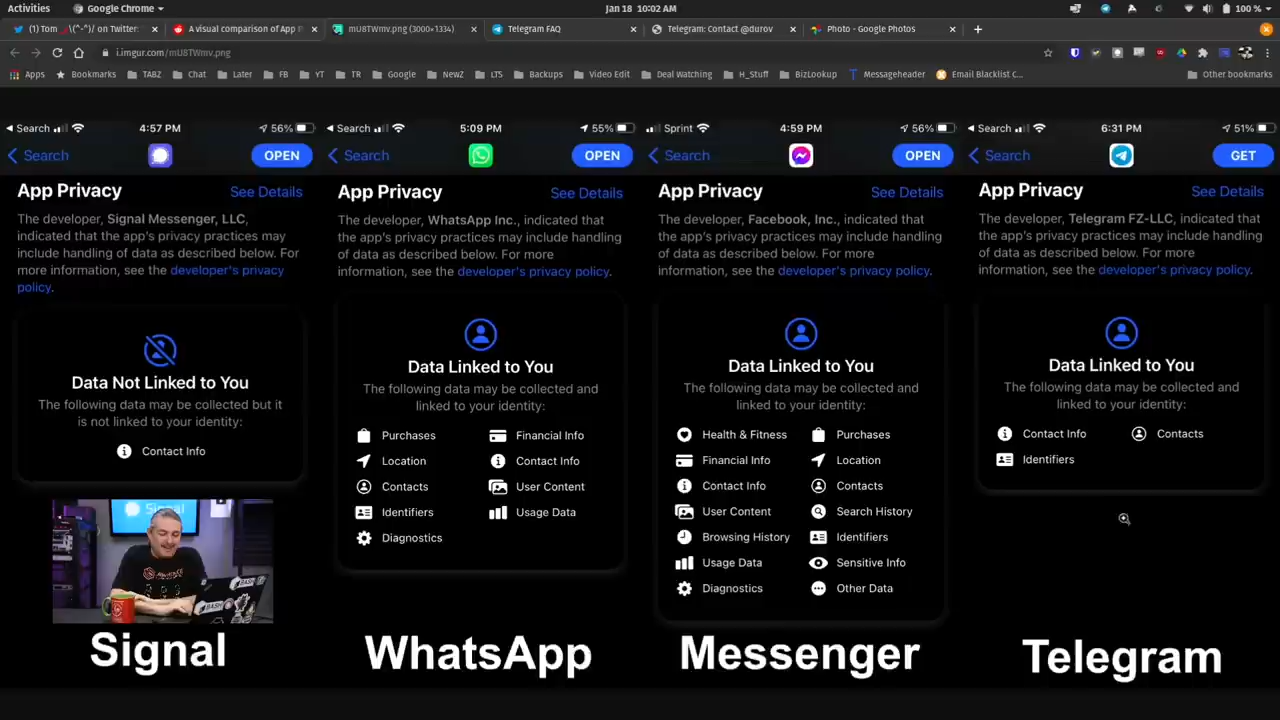 Activities
Google Chrome
Jan 18 10:02 AM
100 %
(1) Tom
on Twitter:
A visual comparison of App P
mU8TWmv.png (3000×1334)
Telegram FAQ
Telegram: Contact @durov
Photo - Google Photos
i.imgur.com/mU8TWmv.png
Apps
Bookmarks
TABZ
Chat
Later
FB
YT
TR
Google
NewZ
LTS
Backups
Video Edit
Deal Watching
H_Stuff
BizLookup
Messageheader
Email Blacklist C...
Other bookmarks
Search
4:57 PM
56%
Search
OPEN
App Privacy
See Details
The developer, Signal Messenger, LLC,
indicated that the app's privacy practices may
include handling of data as described below. For
more information, see the developer's privacy
policy.
Data Not Linked to You
The following data may be collected but it
is not linked to your identity:
Contact Info
Signal
BASH
BASH
Signal
Search
5:09 PM
55%
Search
OPEN
App Privacy
See Details
The developer, WhatsApp Inc., indicated that
the app's privacy practices may include handling
of data as described below. For more
information, see the developer's privacy policy.
Data Linked to You
The following data may be collected and
linked to your identity:
Purchases
Financial Info
Location
Contact Info
Contacts
User Content
Identifiers
Usage Data
Diagnostics
WhatsApp
Sprint
4:59 PM
56%
Search
OPEN
App Privacy
See Details
The developer, Facebook, Inc., indicated that
the app's privacy practices may include handling
of data as described below. For more
information, see the developer's privacy policy.
Data Linked to You
The following data may be collected and
linked to your identity:
Health & Fitness
Purchases
Financial Info
Location
Contact Info
Contacts
User Content
Search History
Browsing History
Identifiers
Usage Data
Sensitive Info
Diagnostics
Other Data
Messenger
Search
6:31 PM
51%
Search
GET
App Privacy
See Details
The developer, Telegram FZ-LLC, indicated that
the app's privacy practices may include handling
of data as described below. For more
information, see the developer's privacy policy.
Data Linked to You
The following data may be collected and
linked to your identity:
Contact Info
Contacts
Identifiers
Telegram